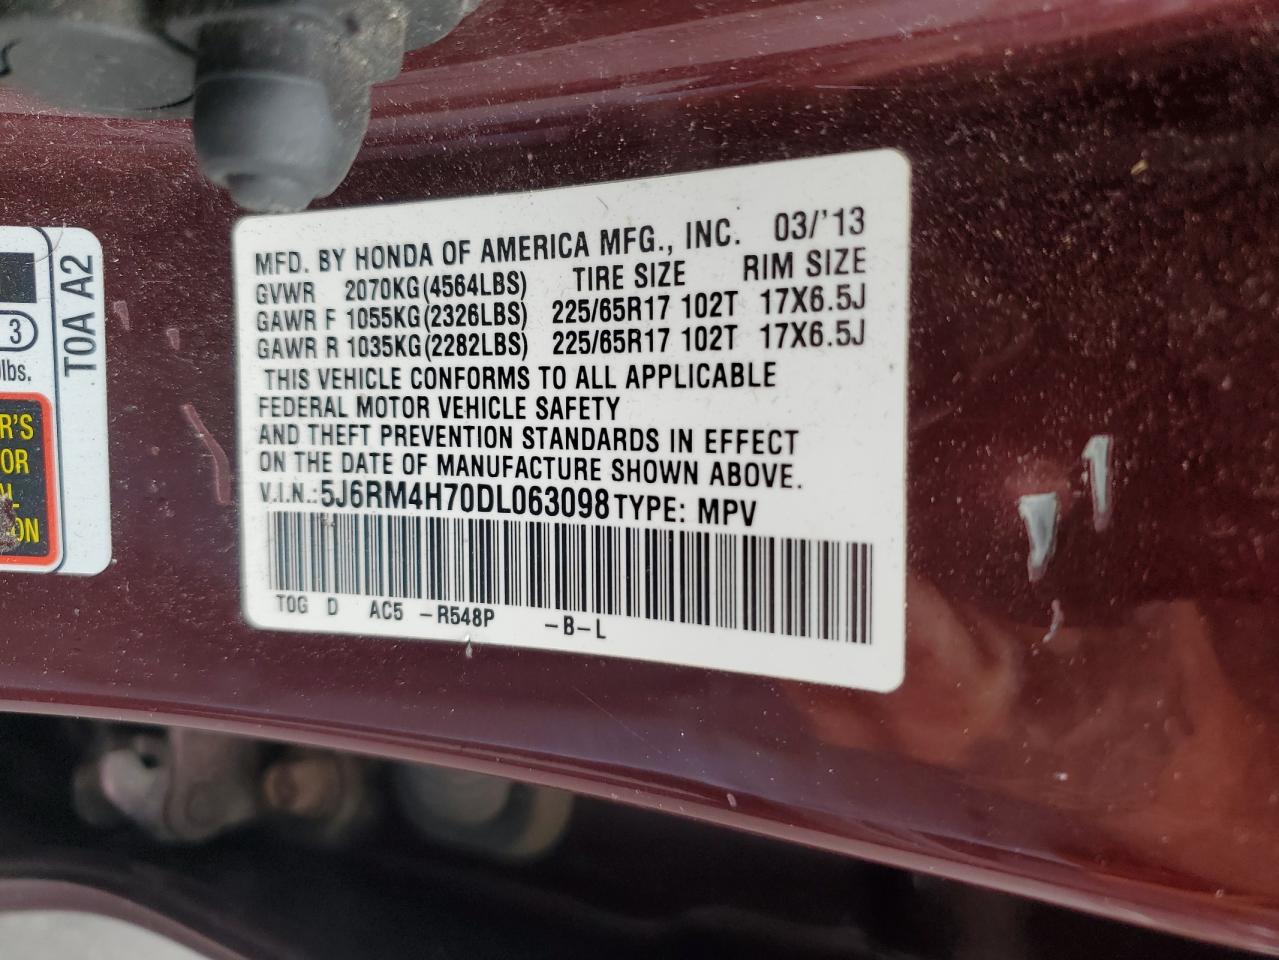 MFD. BY HONDA OF AMERICA MFG., INC. 03/'13
GVWR 2070KG(4564LBS) TIRE SIZE RIM SIZE
GAWR F 1055KG(2326LBS) 225/65R17 102T 17X6.5J
GAWR R 1035KG(2282LBS) 225/65R17 102T 17X6.5J
THIS VEHICLE CONFORMS TO ALL APPLICABLE
FEDERAL MOTOR VEHICLE SAFETY
AND THEFT PREVENTION STANDARDS IN EFFECT
ON THE DATE OF MANUFACTURE SHOWN ABOVE.
V.I.N.:5J6RM4H70DL063098 TYPE: MPV
T0G D AC5 -R548P -B-L
T0A A2
3
lbs.
R'S
OR
ON